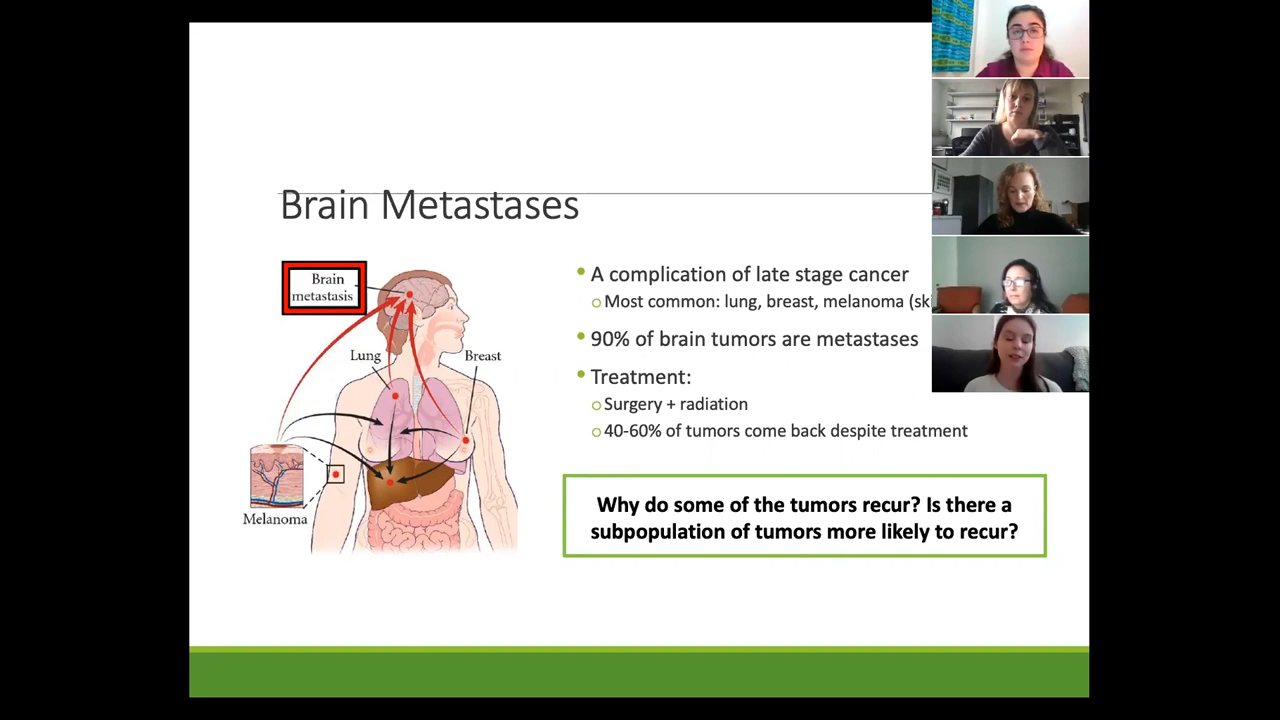 Brain Metastases
Brain
metastasis
Lung
Breast
Melanoma
• A complication of late stage cancer
o Most common: lung, breast, melanoma
• 90% of brain tumors are metastases
• Treatment:
o Surgery + radiation
o 40-60% of tumors come back despite treatment
Why do some of the tumors recur? Is there a
subpopulation of tumors more likely to recur?